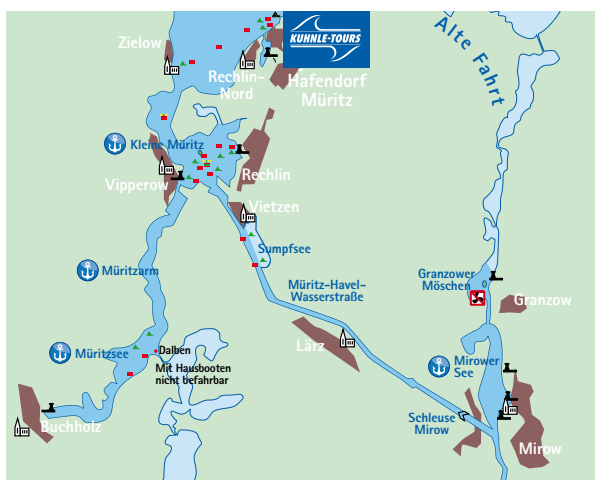 KUHNLE-TOURS
Zielow
Rechlin-
Nord
Hafendorf
Müritz
Alte Fahrt
Kleine Müritz
Vipperow
Rechlin
Vietzen
Sumpfsee
Müritzarm
Müritz-Havel-
Wasserstraße
Granzower
Möschen
Granzow
Müritzsee
Dalben
Mit Hausbooten
nicht befahrbar
Lärz
Mirower
See
Buchholz
Schleuse
Mirow
Mirow